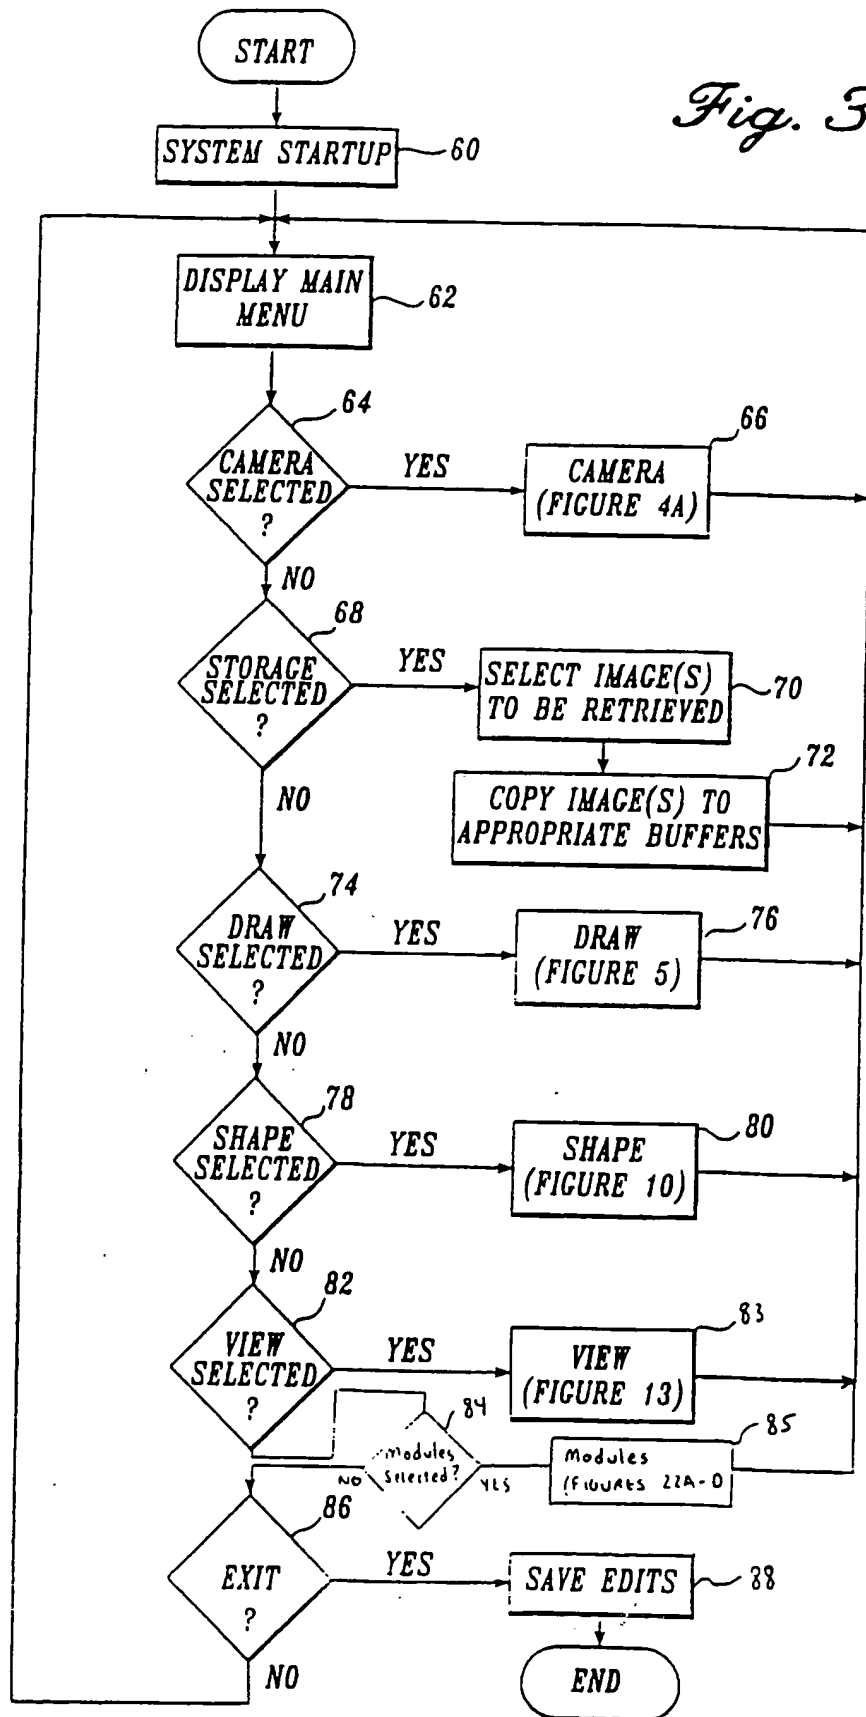 START
Fig. 3
SYSTEM STARTUP
60
DISPLAY MAIN
MENU
62
64
CAMERA
SELECTED
?
YES
66
CAMERA
(FIGURE 4A)
NO
68
STORAGE
SELECTED
?
YES
SELECT IMAGE(S)
TO BE RETRIEVED
70
72
COPY IMAGE(S) TO
APPROPRIATE BUFFERS
NO
74
DRAW
SELECTED
?
YES
76
DRAW
(FIGURE 5)
NO
78
SHAPE
SELECTED
?
YES
80
SHAPE
(FIGURE 10)
NO
82
VIEW
SELECTED
?
YES
83
VIEW
(FIGURE 13)
84
Modules
Selected?
NO
YES
85
Modules
(FIGURES 22A-D
86
EXIT
?
YES
SAVE EDITS
88
NO
END